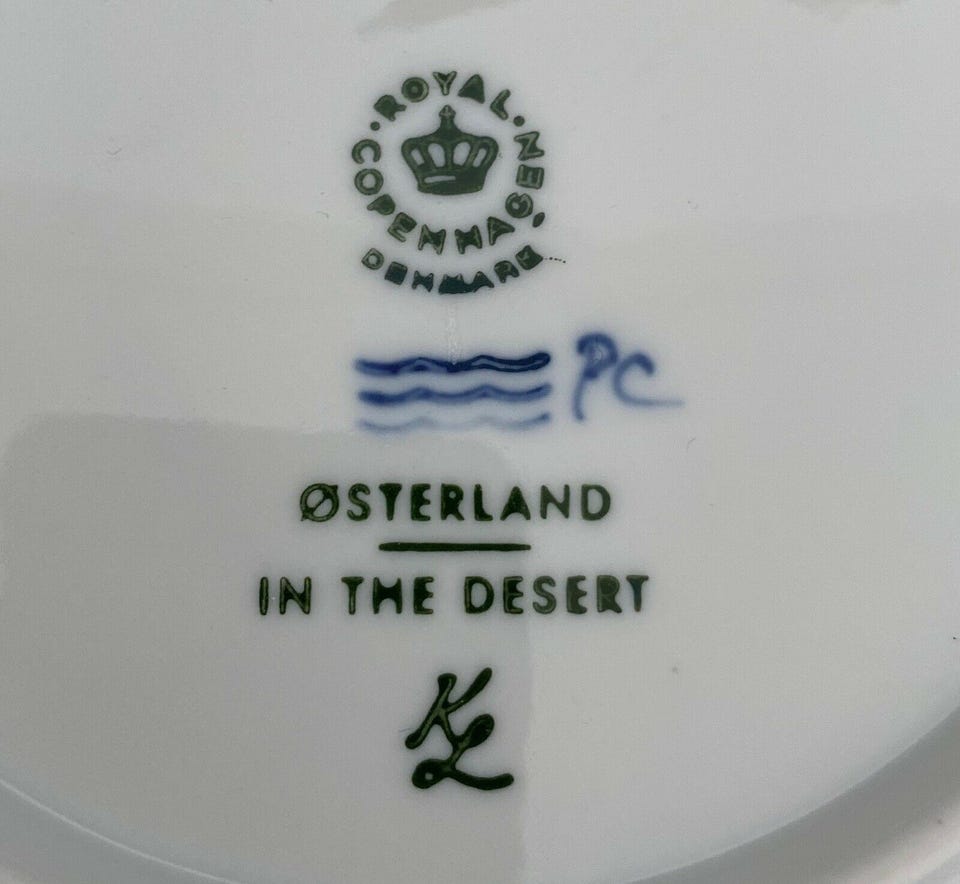 ROYAL
COPENHAGEN
DENMARK
PC
ØSTERLAND
IN THE DESERT
KL